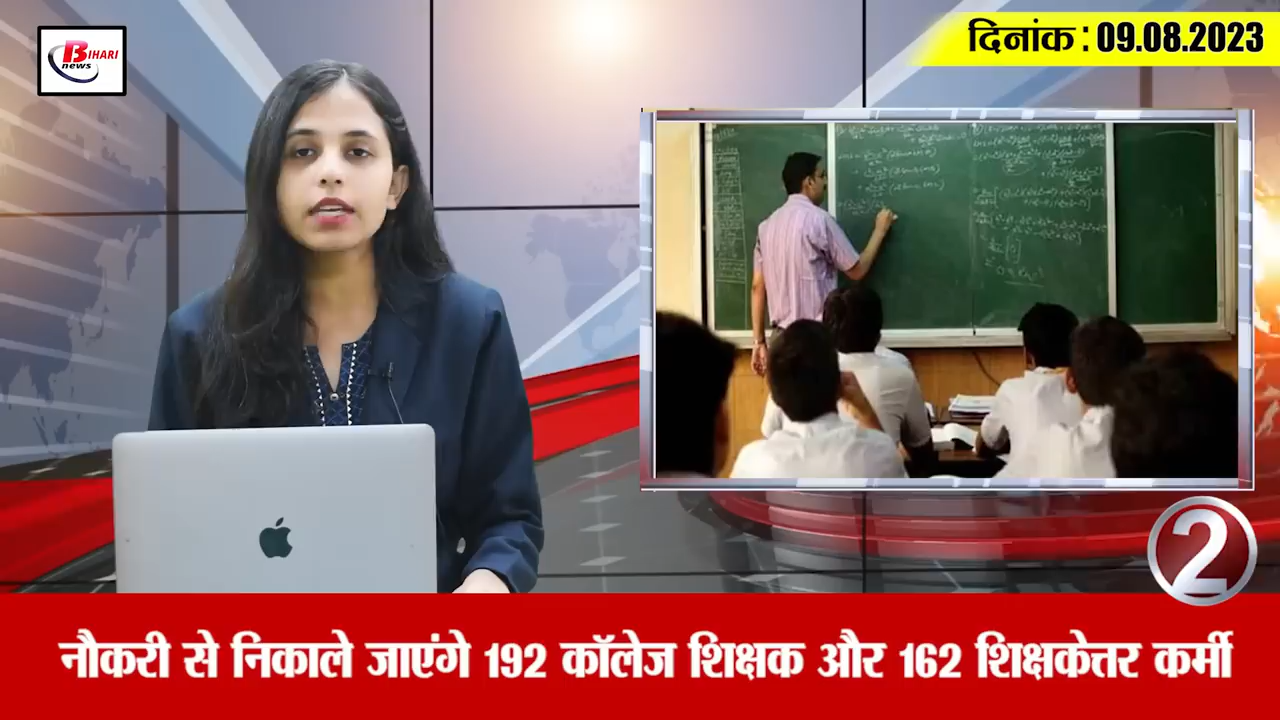 BIHARI
news
दिनांक : 09.08.2023
2
नौकरी से निकाले जाएंगे 192 कॉलेज शिक्षक और 162 शिक्षकेत्तर कर्मी